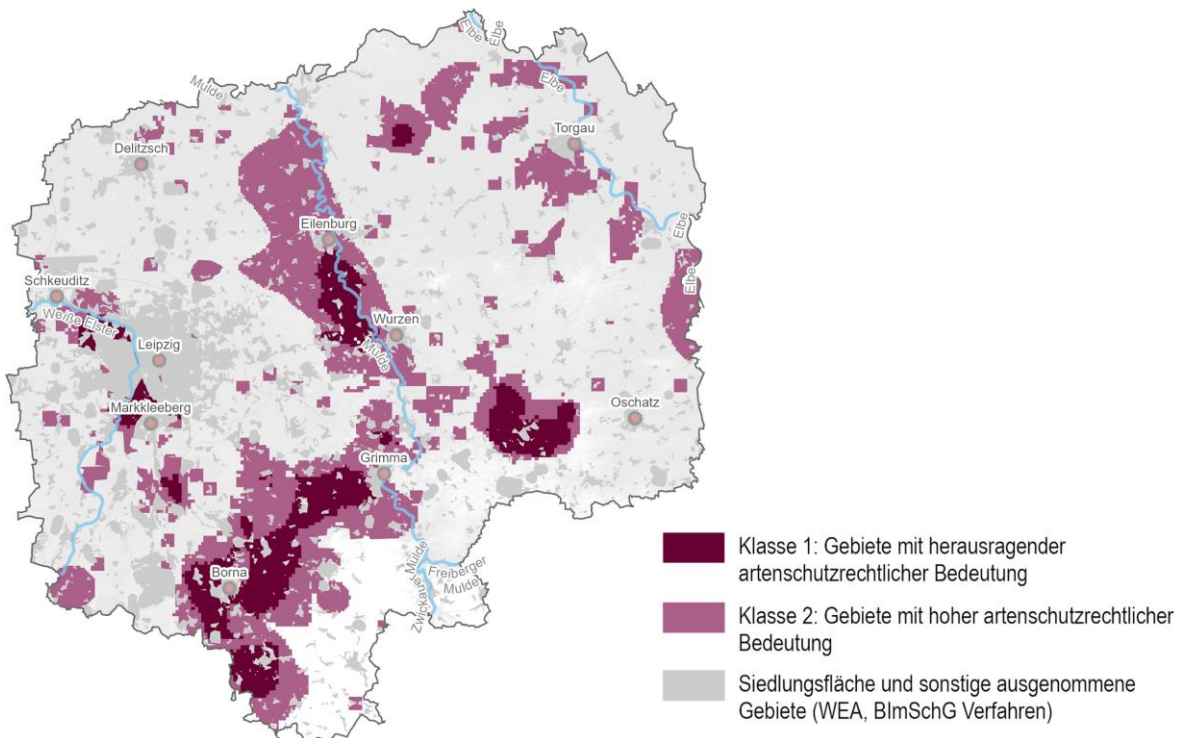 Elbe
Elbe
Mulde
Elbe
Torgau
Delitzsch
Eilenburg
Elbe
Schkeuditz
Elbe
Weiße Elster
Wurzen
Leipzig
Mulde
Markkleeberg
Oschatz
Grimma
Borna
Mulde
Zwickauer
Freiberger
Mulde
Klasse 1: Gebiete mit herausragender
artenschutzrechtlicher Bedeutung
Klasse 2: Gebiete mit hoher artenschutzrechtlicher
Bedeutung
Siedlungsfläche und sonstige ausgenommene
Gebiete (WEA, BImSchG Verfahren)